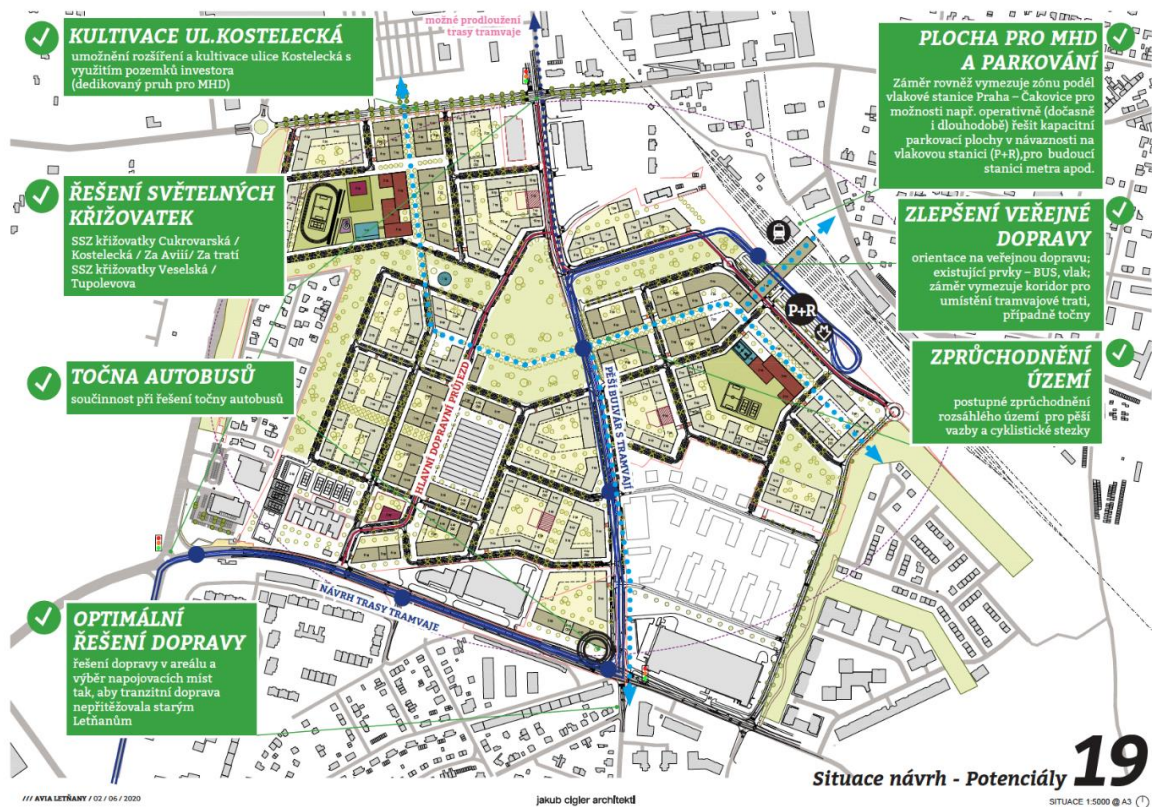 možné prodloužení
trasy tramvaje
KULTIVACE UL.KOSTELECKÁ
umožnění rozšíření a kultivace ulice Kostelecká s
využitím pozemků investora
(dedikovaný pruh pro MHD)
ŘEŠENÍ SVĚTELNÝCH
KŘIŽOVATEK
SSZ křižovatky Cukrovarská /
Kostelecká / Za Avií/ Za tratí
SSZ křižovatky Veselská /
Tupolevova
TOČNA AUTOBUSŮ
součinnost při řešení točny autobusů
OPTIMÁLNÍ
ŘEŠENÍ DOPRAVY
řešení dopravy v areálu a
výběr napojovacích míst
tak, aby tranzitní doprava
nepřitěžovala starým
Letňanům
PLOCHA PRO MHD
A PARKOVÁNÍ
Záměr rovněž vymezuje zónu podél
vlakové stanice Praha – Čakovice pro
možnosti např. operativně (dočasně
i dlouhodobě) řešit kapacitní
parkovací plochy v návaznosti na
vlakovou stanici (P+R),pro budoucí
stanici metra apod.
ZLEPŠENÍ VEŘEJNÉ
DOPRAVY
orientace na veřejnou dopravu;
existující prvky – BUS, vlak;
záměr vymezuje koridor pro
umístění tramvajové trati,
případně točny
ZPRŮCHODNĚNÍ
ÚZEMÍ
postupné zprůchodnění
rozsáhlého území pro pěší
vazby a cyklistické stezky
P+R
HLAVNÍ DOPRAVNÍ PRŮJEZD
PĚŠÍ BULVÁR S TRAMVAJÍ
NÁVRH TRASY TRAMVAJE
Situace návrh - Potenciály 19
/// AVIA LETŇANY / 02 / 06 / 2020
jakub cigler architekti
SITUACE 1:5000 @ A3